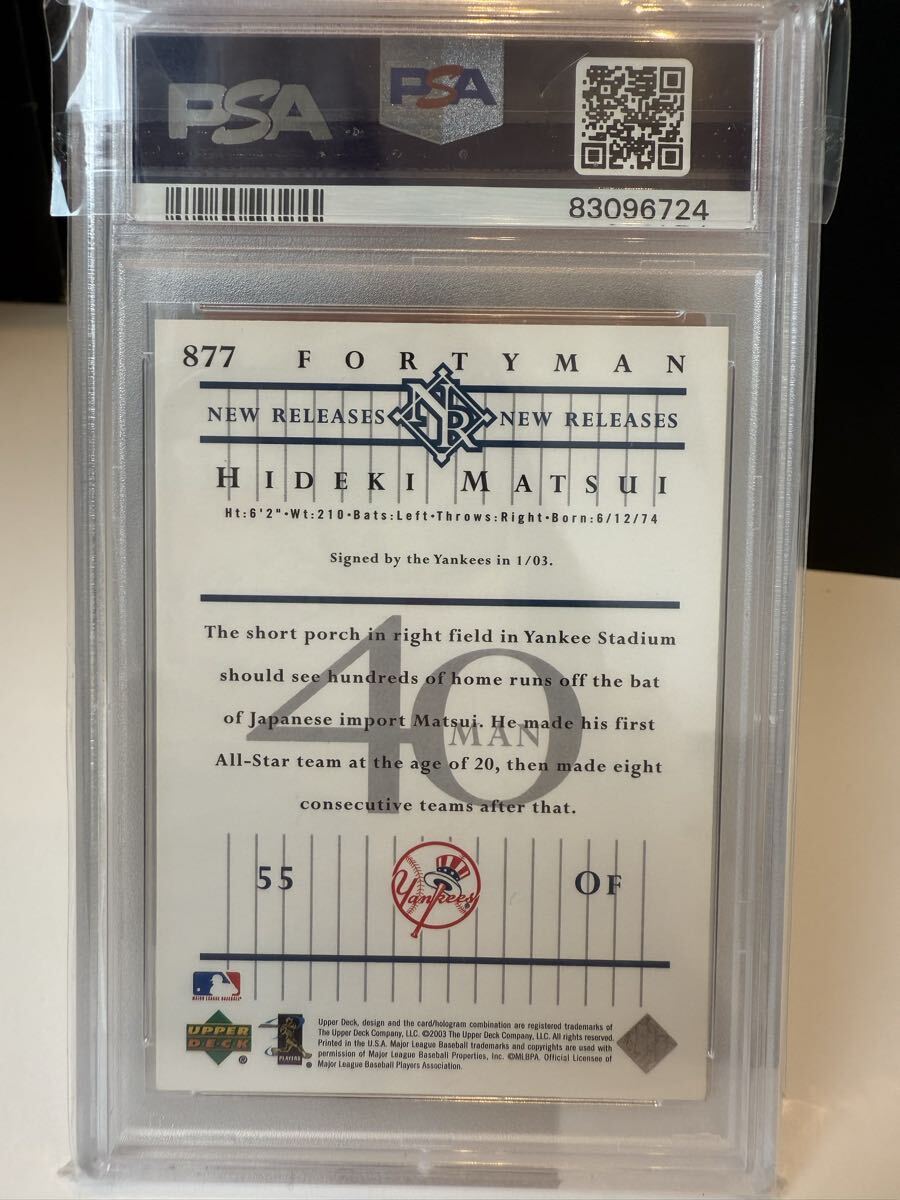 PSA PSA
83096724
877 FORTYMAN
NEW RELEASES NR NEW RELEASES
HIDEKI MATSUI
Ht:6'2"•Wt:210•Bats:Left•Throws:Right•Born:6/12/74
Signed by the Yankees in 1/03.
The short porch in right field in Yankee Stadium
should see hundreds of home runs off the bat
of Japanese import Matsui. He made his first
All-Star team at the age of 20, then made eight
consecutive teams after that.
40
MAN
55 Yankees OF
MAJOR LEAGUE BASEBALL
UPPER DECK ® PLAYERS
Upper Deck, design and the card/hologram combination are registered trademarks of
The Upper Deck Company, LLC. ©2003 The Upper Deck Company, LLC. All rights reserved.
Printed in the U.S.A. Major League Baseball trademarks and copyrights are used with
permission of Major League Baseball Properties, Inc. ©MLBPA. Official Licensee of
Major League Baseball Players Association.